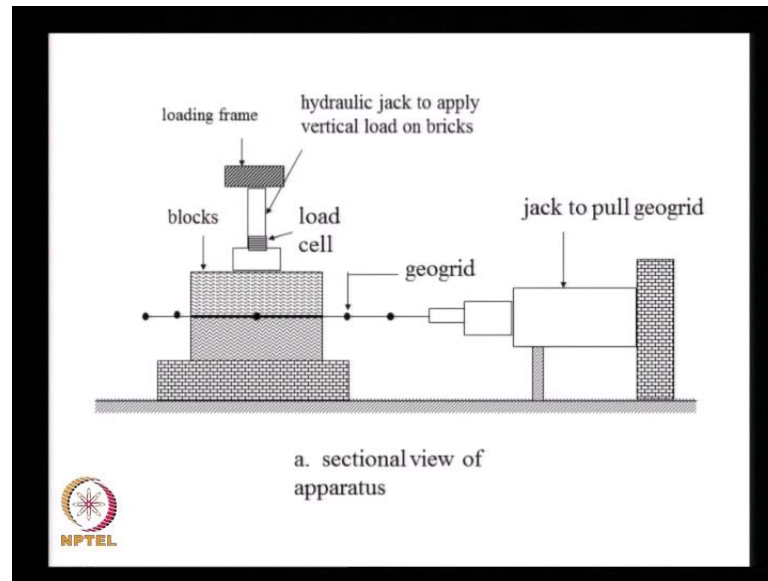 hydraulic jack to apply
vertical load on bricks
loading frame
blocks
load
cell
jack to pull geogrid
geogrid
a. sectional view of
apparatus
NPTEL